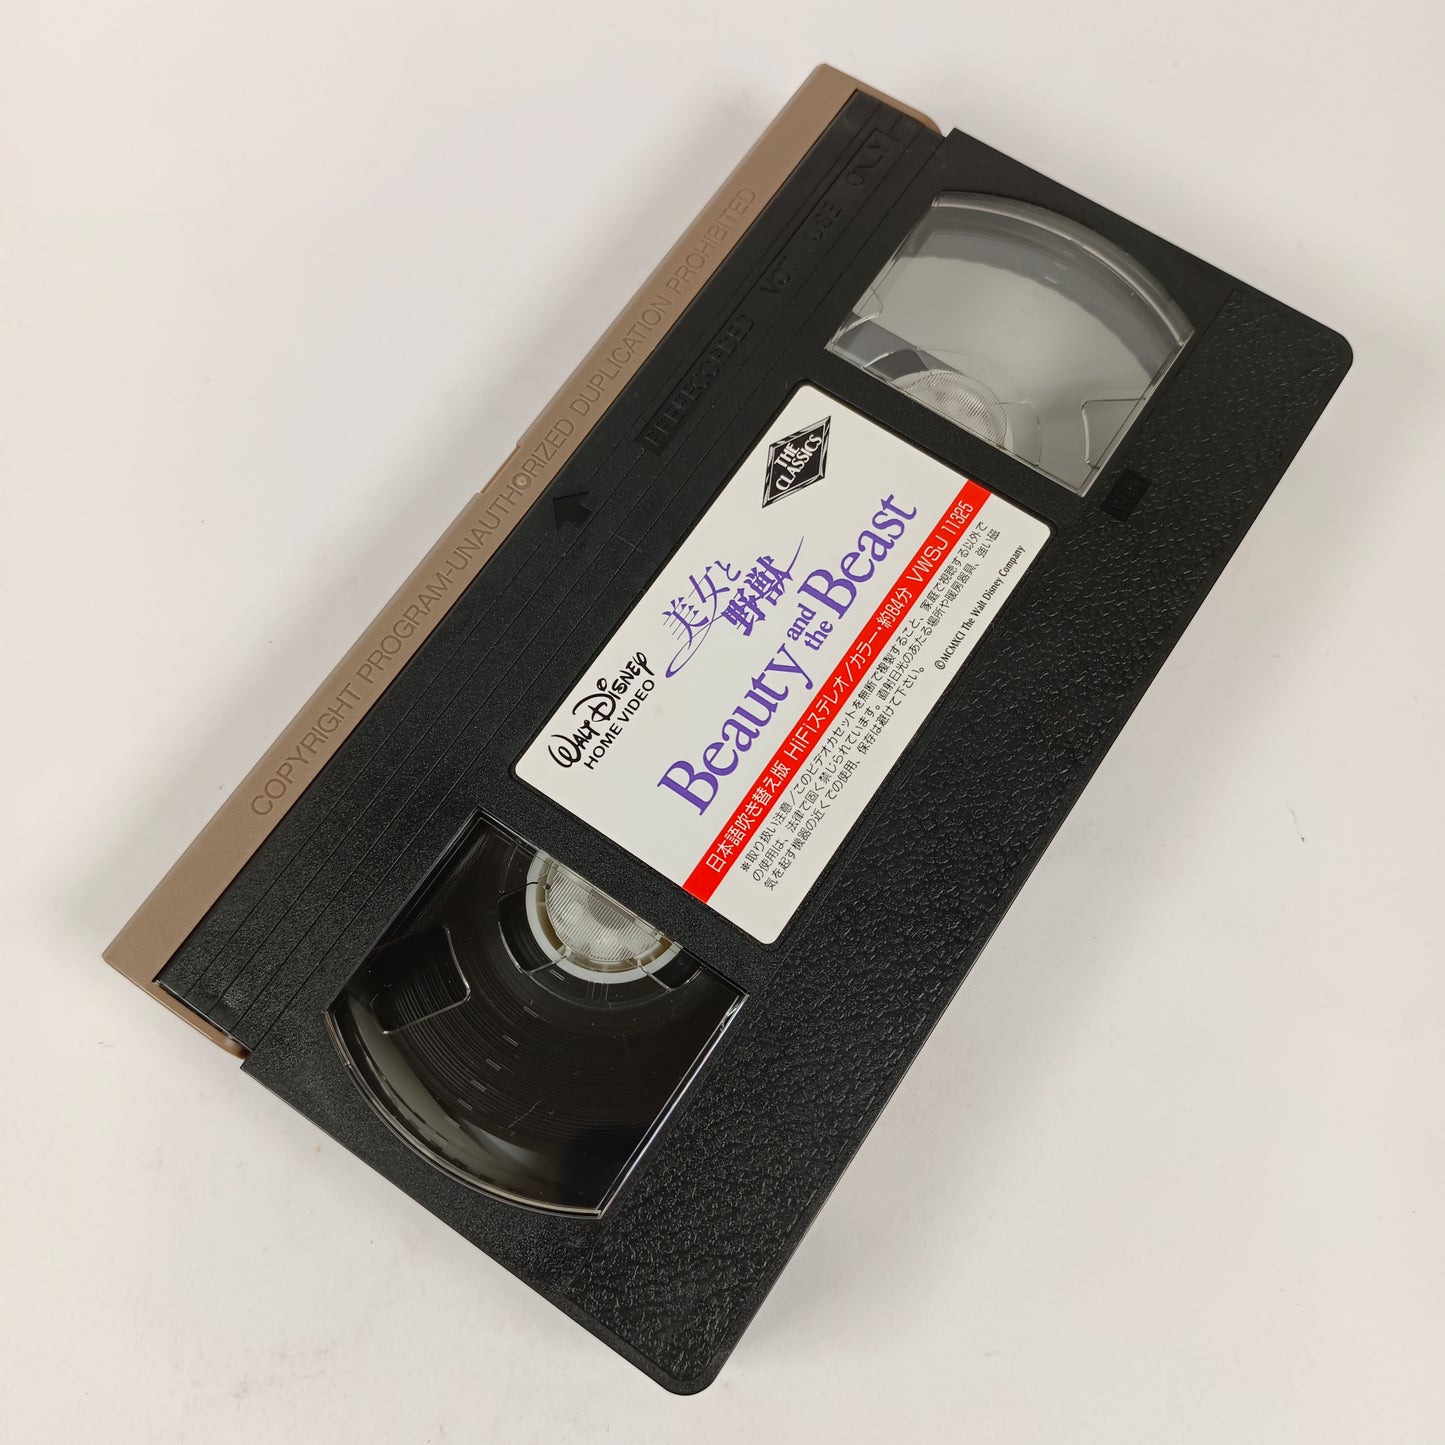 COPYRIGHT PROGRAM-UNAUTHORIZED DUPLICATION PROHIBITED
PRERECORDED VCT USE ONLY
THE
CLASSICS
WALT DISNEY
HOME VIDEO
美女と
野獣
Beauty and the Beast
日本語吹き替え版 HiFiステレオ/カラー・約84分 VWSJ 11325
※取り扱い注意/このビデオカセットを無断で複製すること、家庭で視聴する以外で
の使用は、法律で固く禁じられています。直射日光のあたる場所や暖房器具、強い磁
気を起す機器の近くでの使用、保存は避けて下さい。
©MCMXCI The Walt Disney Company